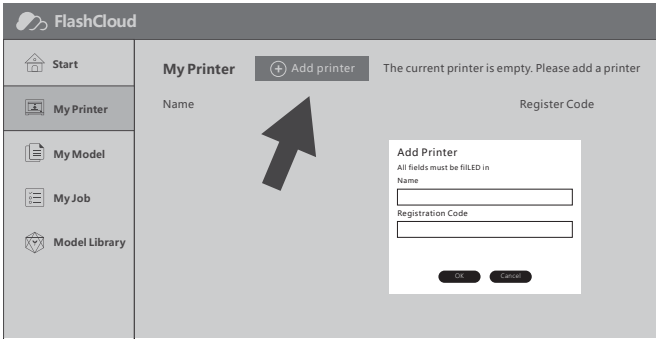 FlashCloud
Start
My Printer
My Model
My Job
Model Library
My Printer
Add printer
The current printer is empty. Please add a printer
Name
Register Code
Add Printer
All fields must be filLED in
Name
Registration Code
OK
Cancel